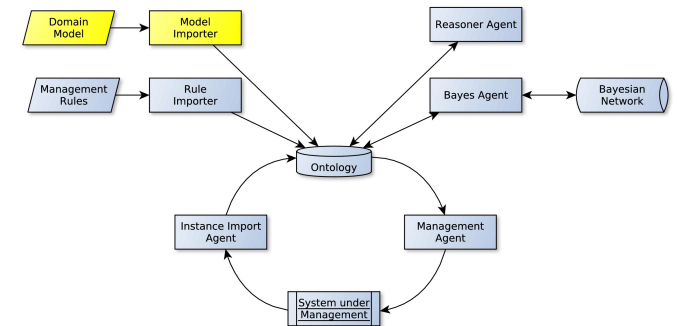 Domain
Model
Model
Importer
Reasoner Agent
Management
Rules
Rule
Importer
Bayes Agent
Bayesian
Network
Ontology
Instance Import
Agent
Management
Agent
System under
Management